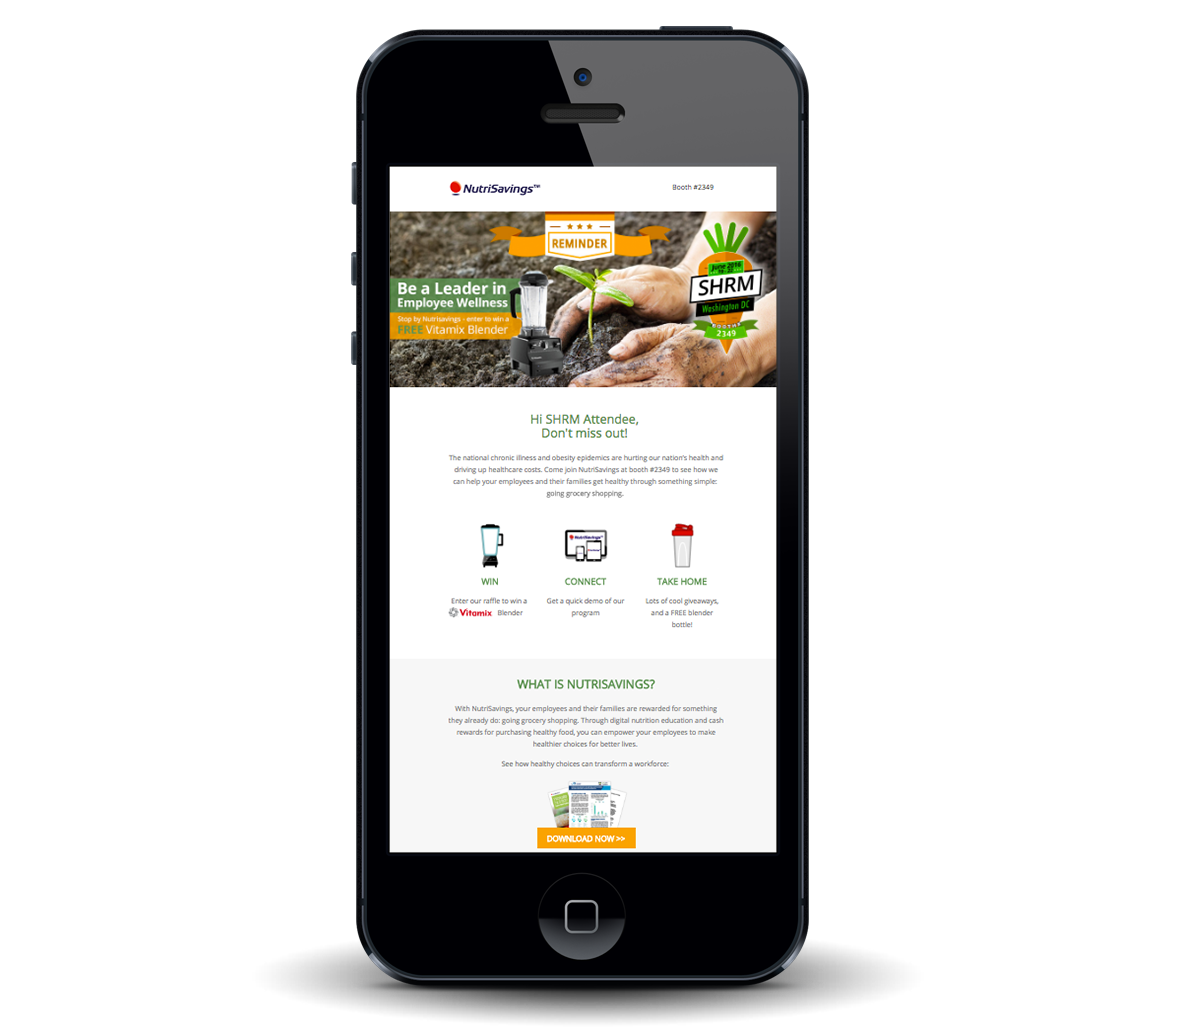 NutriSavings™
Booth #2349
REMINDER
Be a Leader in
Employee Wellness
Stop by Nutrisavings - enter to win a
FREE Vitamix Blender
June 2016
SHRM
Washington DC
BOOTH#
2349
Hi SHRM Attendee,
Don't miss out!
The national chronic illness and obesity epidemics are hurting our nation's health and
driving up healthcare costs. Come join NutriSavings at booth #2349 to see how we
can help your employees and their families get healthy through something simple:
going grocery shopping.
NutriSavings™
WIN
CONNECT
TAKE HOME
Enter our raffle to win a
Vitamix Blender
Get a quick demo of our
program
Lots of cool giveaways,
and a FREE blender
bottle!
WHAT IS NUTRISAVINGS?
With NutriSavings, your employees and their families are rewarded for something
they already do: going grocery shopping. Through digital nutrition education and cash
rewards for purchasing healthy food, you can empower your employees to make
healthier choices for better lives.
See how healthy choices can transform a workforce:
DOWNLOAD NOW >>